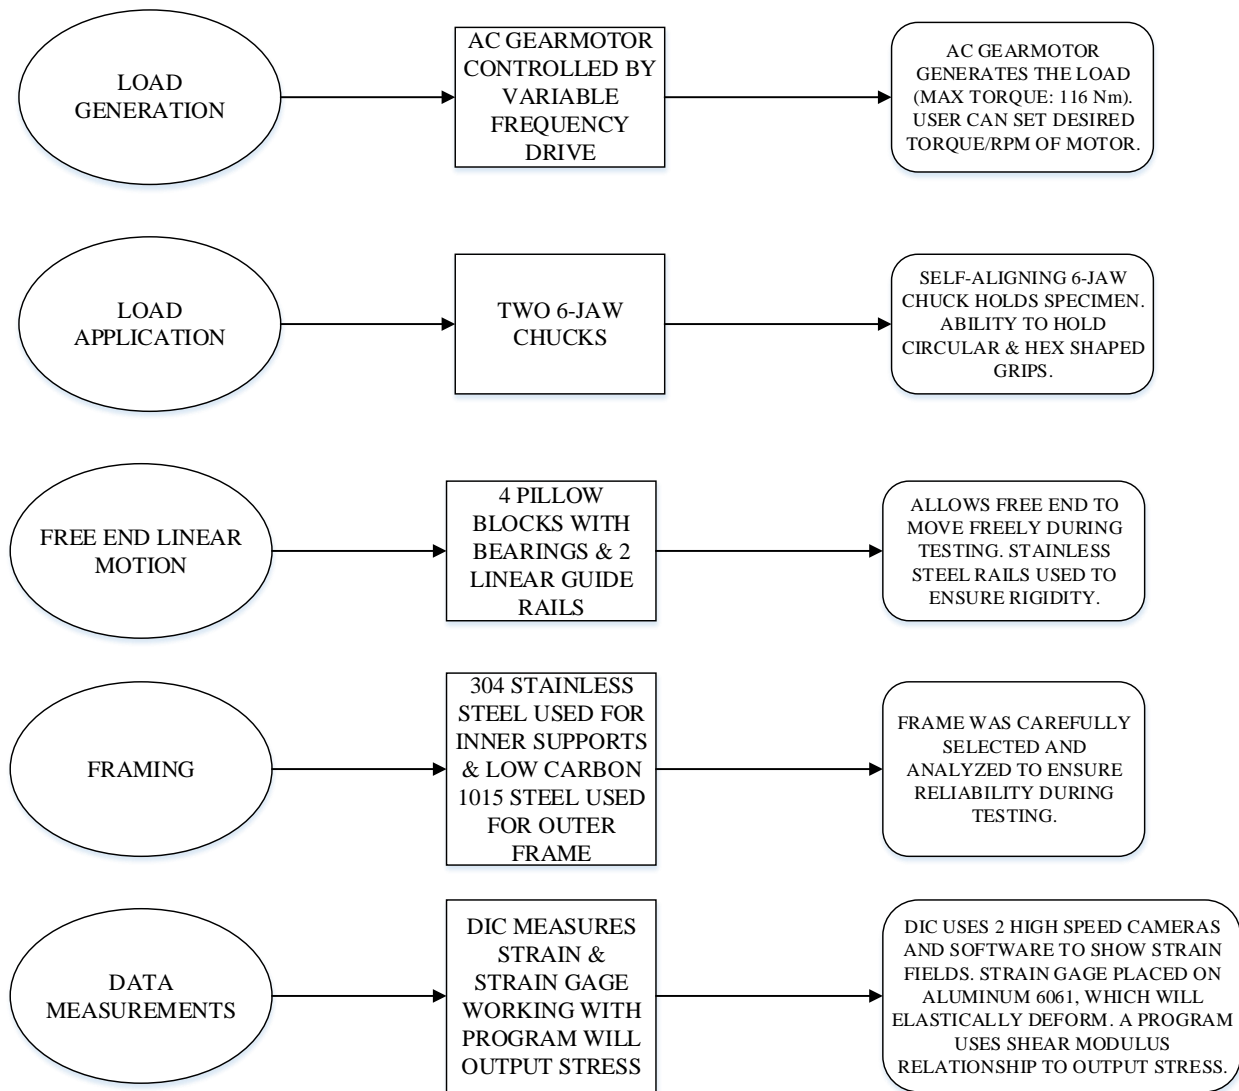 LOAD
GENERATION
AC GEARMOTOR
CONTROLLED BY
VARIABLE
FREQUENCY
DRIVE
AC GEARMOTOR
GENERATES THE LOAD
(MAX TORQUE: 116 Nm).
USER CAN SET DESIRED
TORQUE/RPM OF MOTOR.
LOAD
APPLICATION
TWO 6-JAW
CHUCKS
SELF-ALIGNING 6-JAW
CHUCK HOLDS SPECIMEN.
ABILITY TO HOLD
CIRCULAR & HEX SHAPED
GRIPS.
FREE END LINEAR
MOTION
4 PILLOW
BLOCKS WITH
BEARINGS & 2
LINEAR GUIDE
RAILS
ALLOWS FREE END TO
MOVE FREELY DURING
TESTING. STAINLESS
STEEL RAILS USED TO
ENSURE RIGIDITY.
FRAMING
304 STAINLESS
STEEL USED FOR
INNER SUPPORTS
& LOW CARBON
1015 STEEL USED
FOR OUTER
FRAME
FRAME WAS CAREFULLY
SELECTED AND
ANALYZED TO ENSURE
RELIABILITY DURING
TESTING.
DATA
MEASUREMENTS
DIC MEASURES
STRAIN &
STRAIN GAGE
WORKING WITH
PROGRAM WILL
OUTPUT STRESS
DIC USES 2 HIGH SPEED CAMERAS
AND SOFTWARE TO SHOW STRAIN
FIELDS. STRAIN GAGE PLACED ON
ALUMINUM 6061, WHICH WILL
ELASTICALLY DEFORM. A PROGRAM
USES SHEAR MODULUS
RELATIONSHIP TO OUTPUT STRESS.